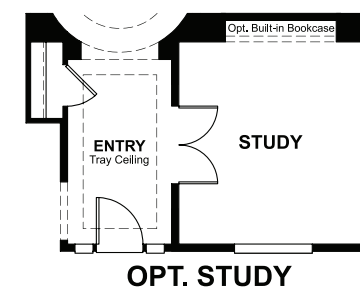 Opt. Built-in Bookcase
ENTRY
Tray Ceiling
STUDY
OPT. STUDY